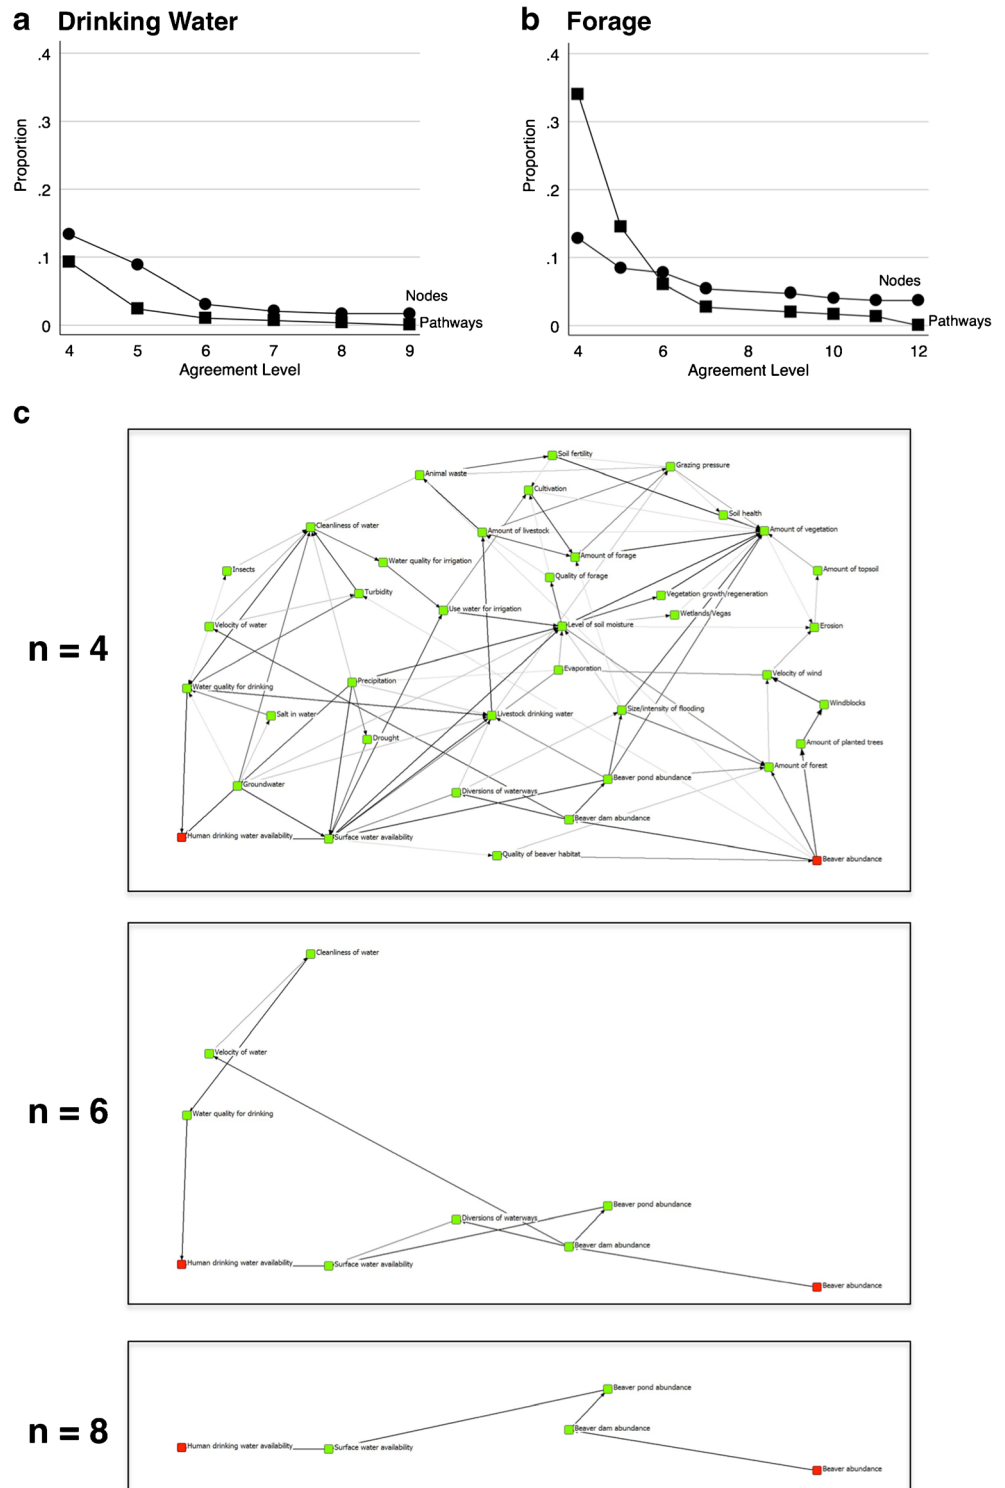 a Drinking Water
b Forage
.4
.3
.2
.1
0
Proportion
4 5 6 7 8 9
Agreement Level
Nodes
Pathways
.4
.3
.2
.1
0
Proportion
4 6 8 10 12
Agreement Level
Nodes
Pathways
c
n = 4
Soil fertility
Grazing pressure
Animal waste
Cultivation
Soil health
Cleanliness of water
Amount of livestock
Amount of vegetation
Amount of forage
Water quality for irrigation
Insects
Quality of forage
Amount of topsoil
Turbidity
Vegetation growth/regeneration
Use water for irrigation
Wetlands/Vegas
Velocity of water
Level of soil moisture
Erosion
Evaporation
Velocity of wind
Precipitation
Water quality for drinking
Windblocks
Salt in water
Livestock drinking water
Size/intensity of flooding
Drought
Amount of planted trees
Amount of forest
Beaver pond abundance
Groundwater
Diversions of waterways
Beaver dam abundance
Human drinking water availability
Surface water availability
Quality of beaver habitat
Beaver abundance
n = 6
Cleanliness of water
Velocity of water
Water quality for drinking
Beaver pond abundance
Diversions of waterways
Beaver dam abundance
Human drinking water availability
Surface water availability
Beaver abundance
n = 8
Beaver pond abundance
Beaver dam abundance
Human drinking water availability
Surface water availability
Beaver abundance